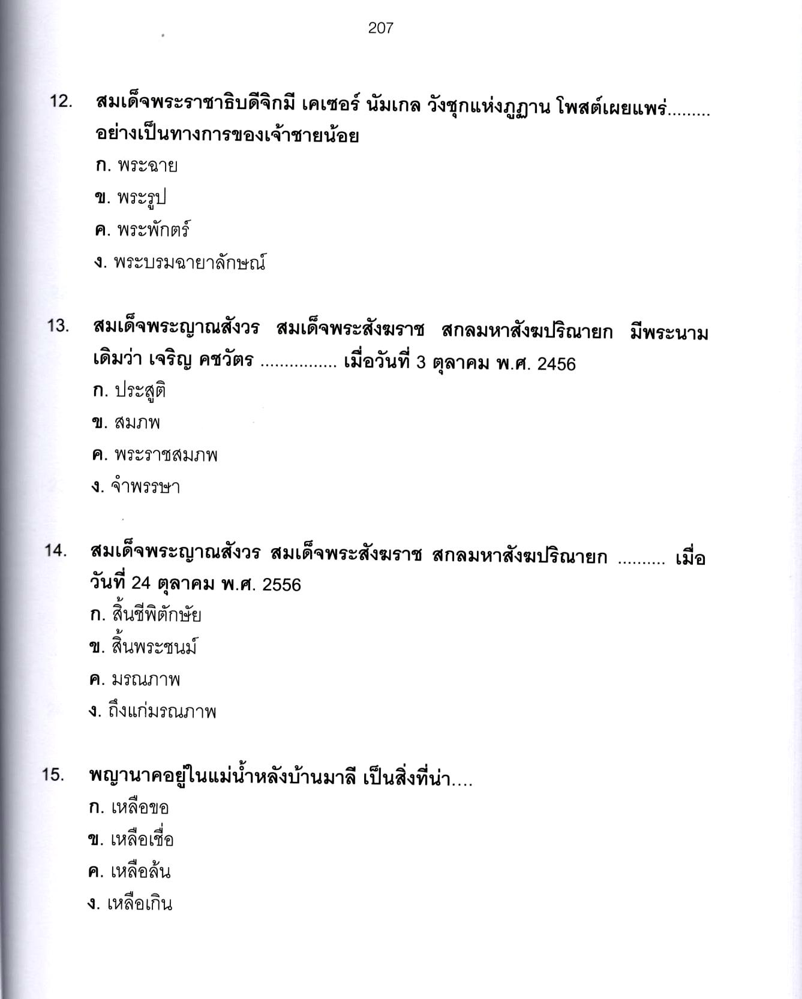 207
12. สมเด็จพระราชาธิบดีจิกมี เคเซอร์ นัมเกล วังชุกแห่งภูฏาน โพสต์เผยแพร่.........
อย่างเป็นทางการของเจ้าชายน้อย
ก. พระฉาย
ข. พระรูป
ค. พระพักตร์
ง. พระบรมฉายาลักษณ์
13. สมเด็จพระญาณสังวร สมเด็จพระสังฆราช สกลมหาสังฆปริณายก มีพระนาม
เดิมว่า เจริญ คชวัตร ................ เมื่อวันที่ 3 ตุลาคม พ.ศ. 2456
ก. ประสูติ
ข. สมภพ
ค. พระราชสมภพ
ง. จำพรรษา
14. สมเด็จพระญาณสังวร สมเด็จพระสังฆราช สกลมหาสังฆปริณายก .......... เมื่อ
วันที่ 24 ตุลาคม พ.ศ. 2556
ก. สิ้นชีพิตักษัย
ข. สิ้นพระชนม์
ค. มรณภาพ
ง. ถึงแก่มรณภาพ
15. พญานาคอยู่ในแม่น้ำหลังบ้านมาลี เป็นสิ่งที่น่า....
ก. เหลือขอ
ข. เหลือเชื่อ
ค. เหลือล้น
ง. เหลือเกิน